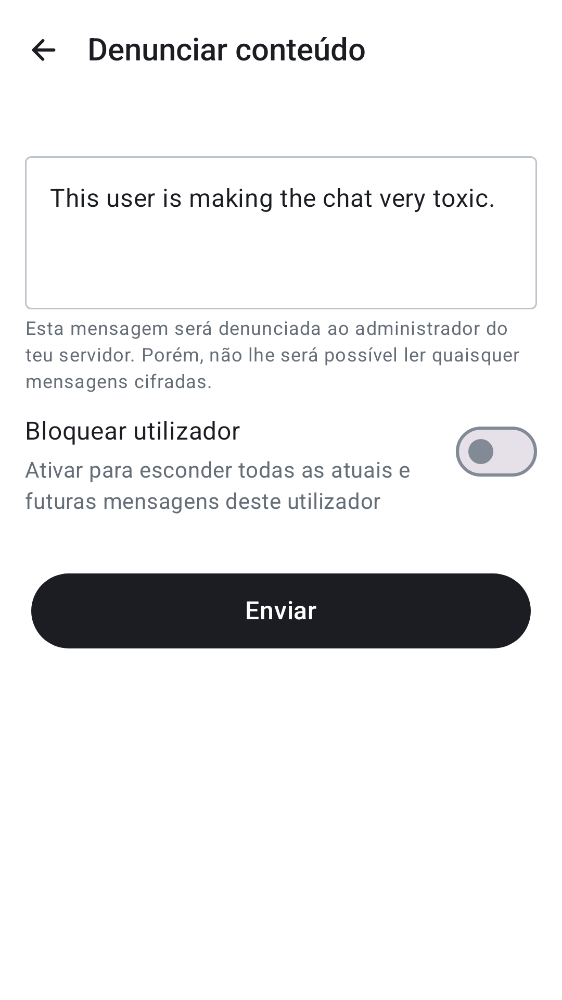 Denunciar conteúdo
This user is making the chat very toxic.
Esta mensagem será denunciada ao administrador do
teu servidor. Porém, não lhe será possível ler quaisquer
mensagens cifradas.
Bloquear utilizador
Ativar para esconder todas as atuais e
futuras mensagens deste utilizador
Enviar